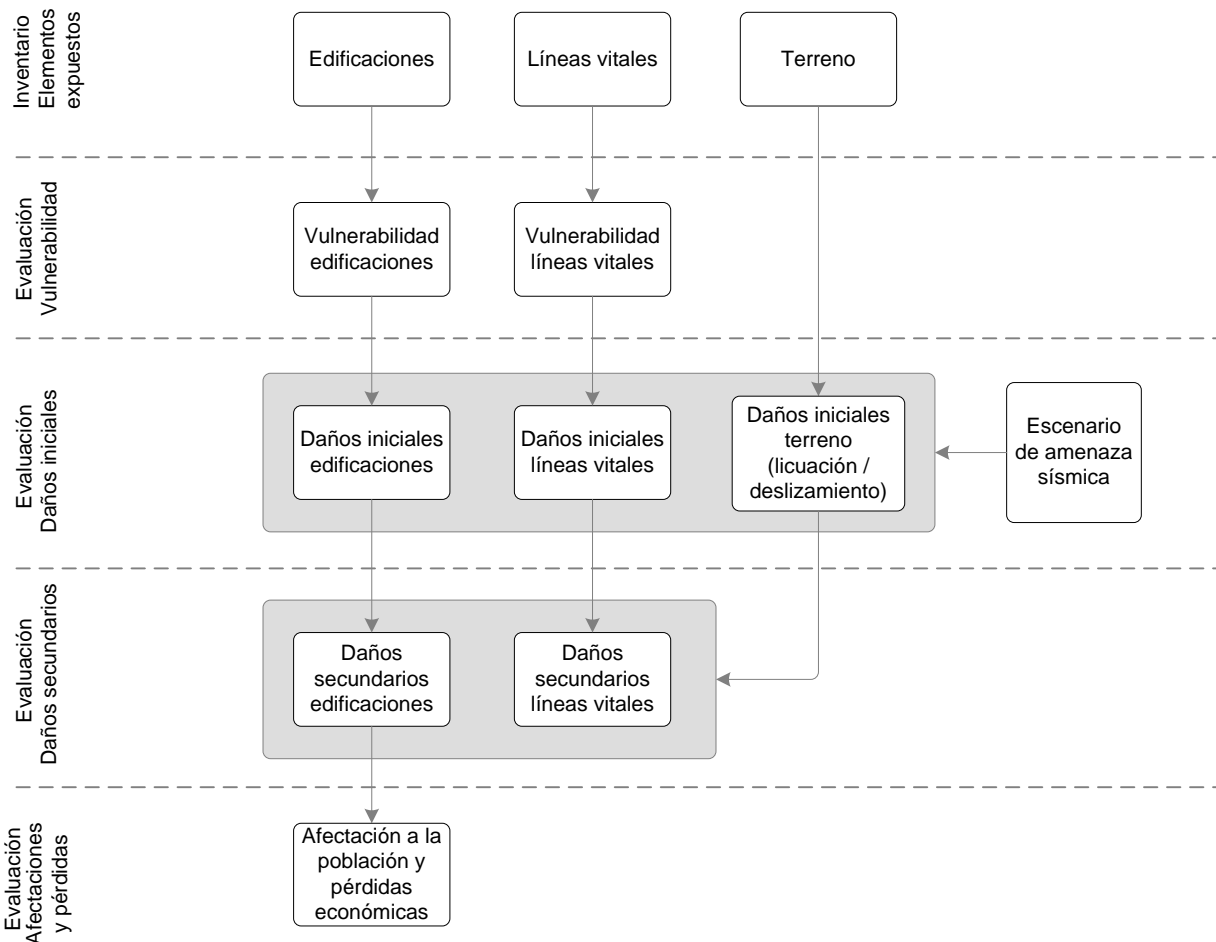 Inventario
Elementos
expuestos
Edificaciones
Líneas vitales
Terreno
Evaluación
Vulnerabilidad
Vulnerabilidad
edificaciones
Vulnerabilidad
líneas vitales
Evaluación
Daños iniciales
Daños iniciales
edificaciones
Daños iniciales
líneas vitales
Daños iniciales
terreno
(licuación /
deslizamiento)
Escenario
de amenaza
sísmica
Evaluación
Daños secundarios
Daños
secundarios
edificaciones
Daños
secundarios
líneas vitales
Evaluación
Afectaciones
y pérdidas
Afectación a la
población y
pérdidas
económicas